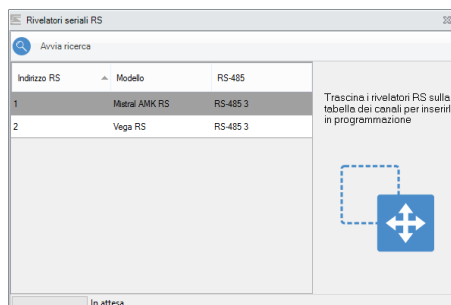 Rivelatori seriali RS
Avvia ricerca
Indirizzo RS Modello RS-485
1 Mistral AMK RS RS-485 3
2 Vega RS RS-485 3
Trascina i rivelatori RS sulla
tabella dei canali per inserirl
in programmazione
In attesa